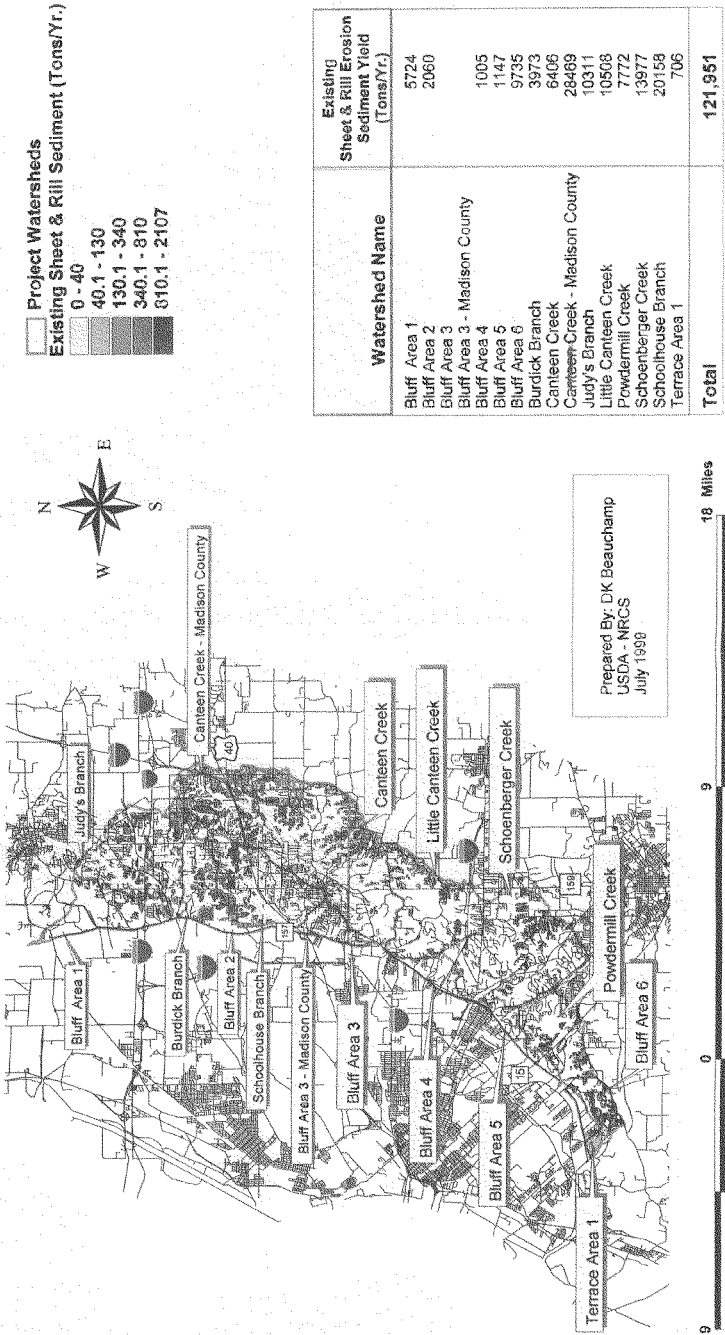 Project Watersheds
Existing Sheet & Rill Sediment (Tons/Yr.)
0 - 40
40.1 - 130
130.1 - 340
340.1 - 810
810.1 - 2107
N
W E
S
Judy's Branch
Canteen Creek - Madison County
40
Canteen Creek
Little Canteen Creek
Schoenberger Creek
159
Powdermill Creek
Bluff Area 6
Bluff Area 1
Burdick Branch
Bluff Area 2
Schoolhouse Branch
157
Bluff Area 3 - Madison County
Bluff Area 3
Bluff Area 4
Bluff Area 5
Terrace Area 1
Prepared By: DK Beauchamp
USDA - NRCS
July 1999
9 0 9 18 Miles
Watershed Name Existing Sheet & Rill Erosion Sediment Yield (Tons/Yr.)
Bluff Area 1 5724
Bluff Area 2 2060
Bluff Area 3
Bluff Area 3 - Madison County
Bluff Area 4 1005
Bluff Area 5 1147
Bluff Area 6 9735
Burdick Branch 3973
Canteen Creek 6406
Canteen Creek - Madison County 28469
Judy's Branch 10311
Little Canteen Creek 10508
Powdermill Creek 7772
Schoenberger Creek 13977
Schoolhouse Branch 20158
Terrace Area 1 706
Total 121,951